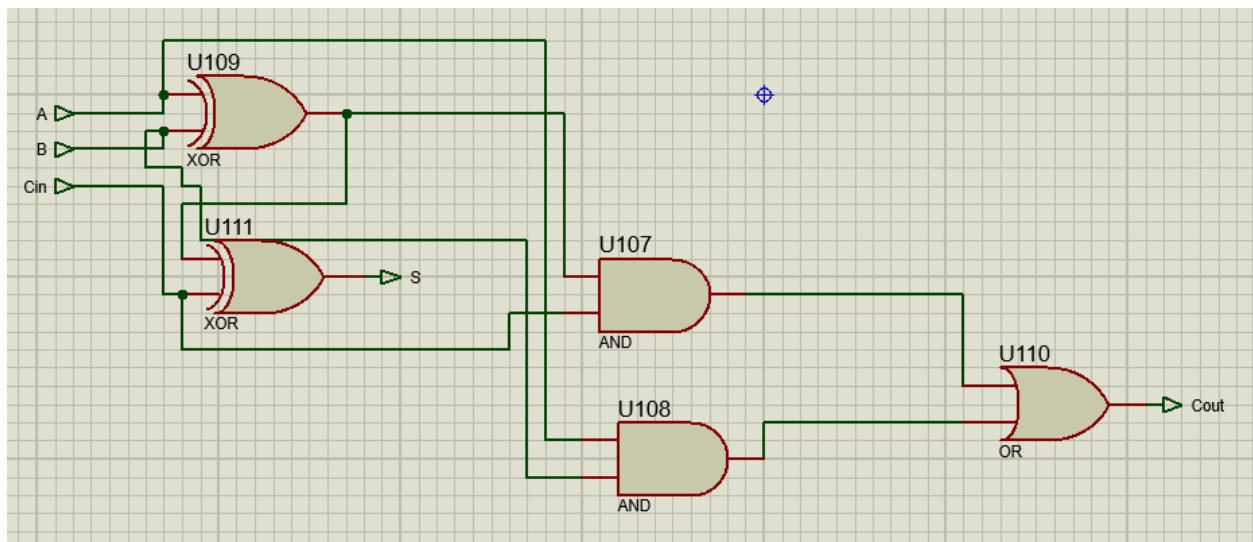 U109
A
B
XOR
Cin
U111
S
XOR
U107
AND
U110
U108
Cout
OR
AND